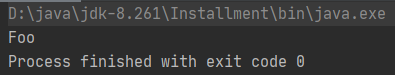 D:\java\jdk-8.261\Installment\bin\java.exe
Foo
Process finished with exit code 0